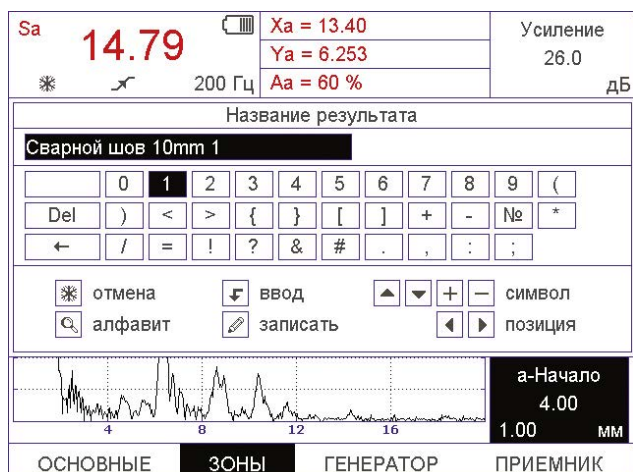 Sa 14.79 Xa = 13.40 Усиление
Ya = 6.253 26.0
200 Гц Aa = 60 % дБ
Название результата
Сварной шов 10mm 1
0 1 2 3 4 5 6 7 8 9 (
Del ) < > { } [ ] + - № *
← / = ! ? & # . , : ;
отмена ввод + − символ
алфавит записать позиция
а-Начало
4.00
4 8 12 16 1.00 мм
ОСНОВНЫЕ ЗОНЫ ГЕНЕРАТОР ПРИЕМНИК